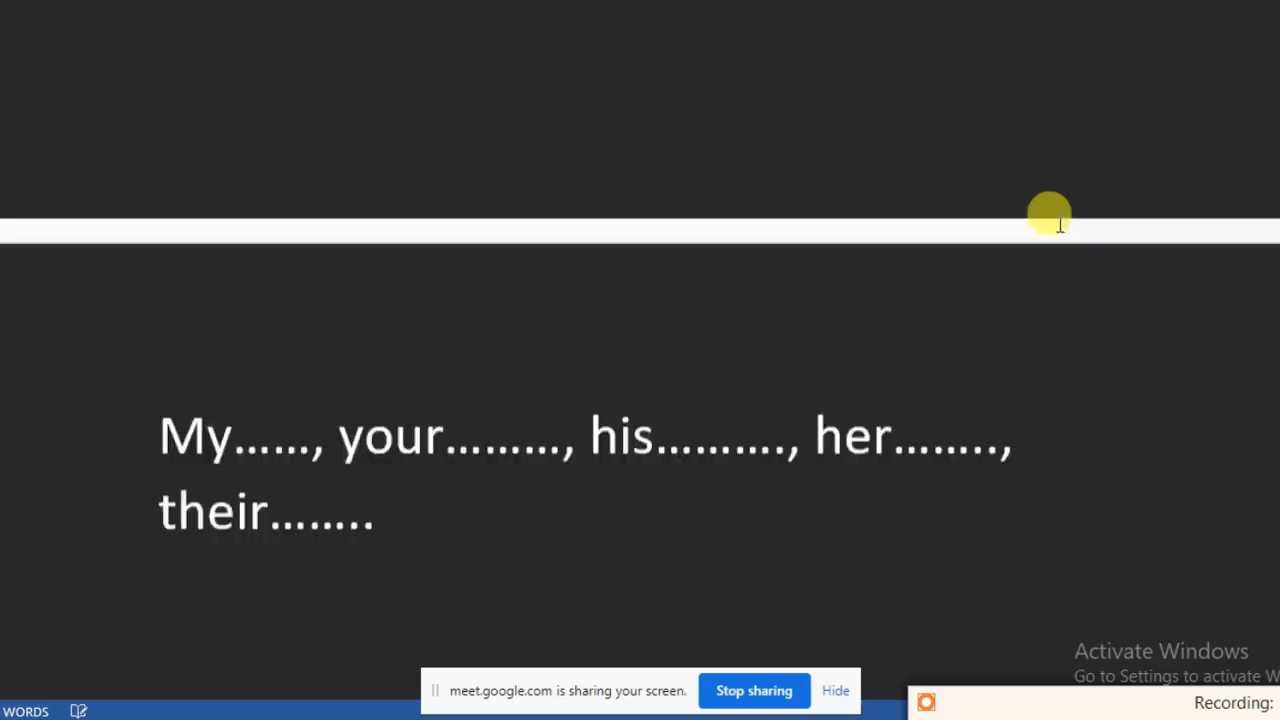 My……, your………, his………., her…….., 
their……..
Activate Windows
Go to Settings to activate W
meet.google.com is sharing your screen.
Stop sharing
Hide
WORDS
Recording: